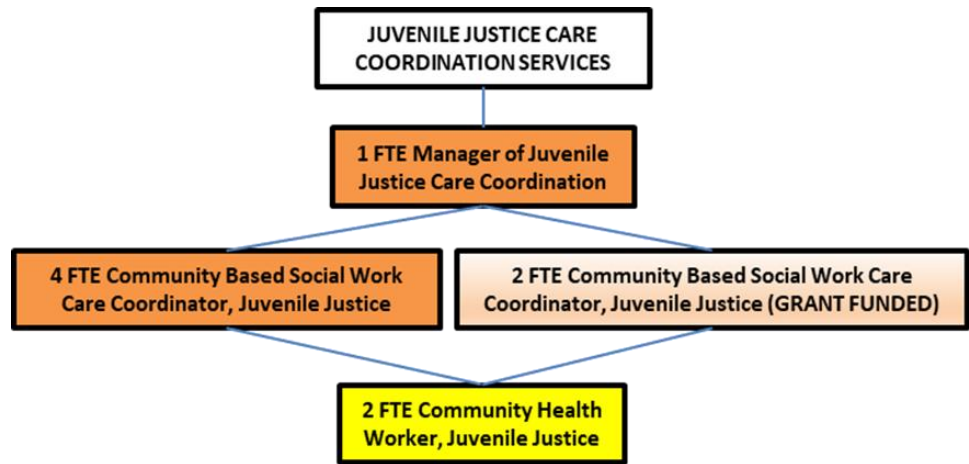 JUVENILE JUSTICE CARE
COORDINATION SERVICES
1 FTE Manager of Juvenile
Justice Care Coordination
4 FTE Community Based Social Work
Care Coordinator, Juvenile Justice
2 FTE Community Based Social Work Care
Coordinator, Juvenile Justice (GRANT FUNDED)
2 FTE Community Health
Worker, Juvenile Justice